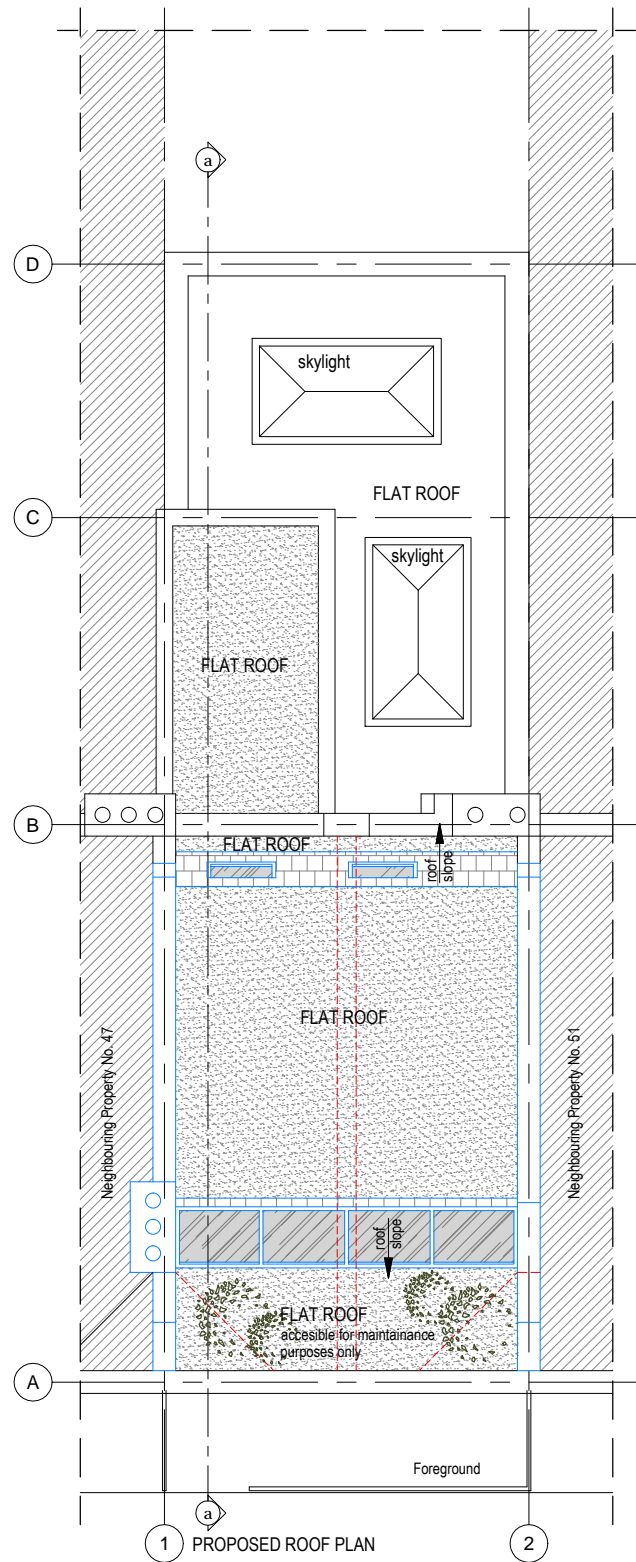 a
D
skylight
FLAT ROOF
C
skylight
FLAT ROOF
B
FLAT ROOF
roof
slope
FLAT ROOF
Neighbouring Property No. 47
Neighbouring Property No. 51
roof
slope
FLAT ROOF
accesible for maintainance
purposes only
A
Foreground
a
1
PROPOSED ROOF PLAN
2